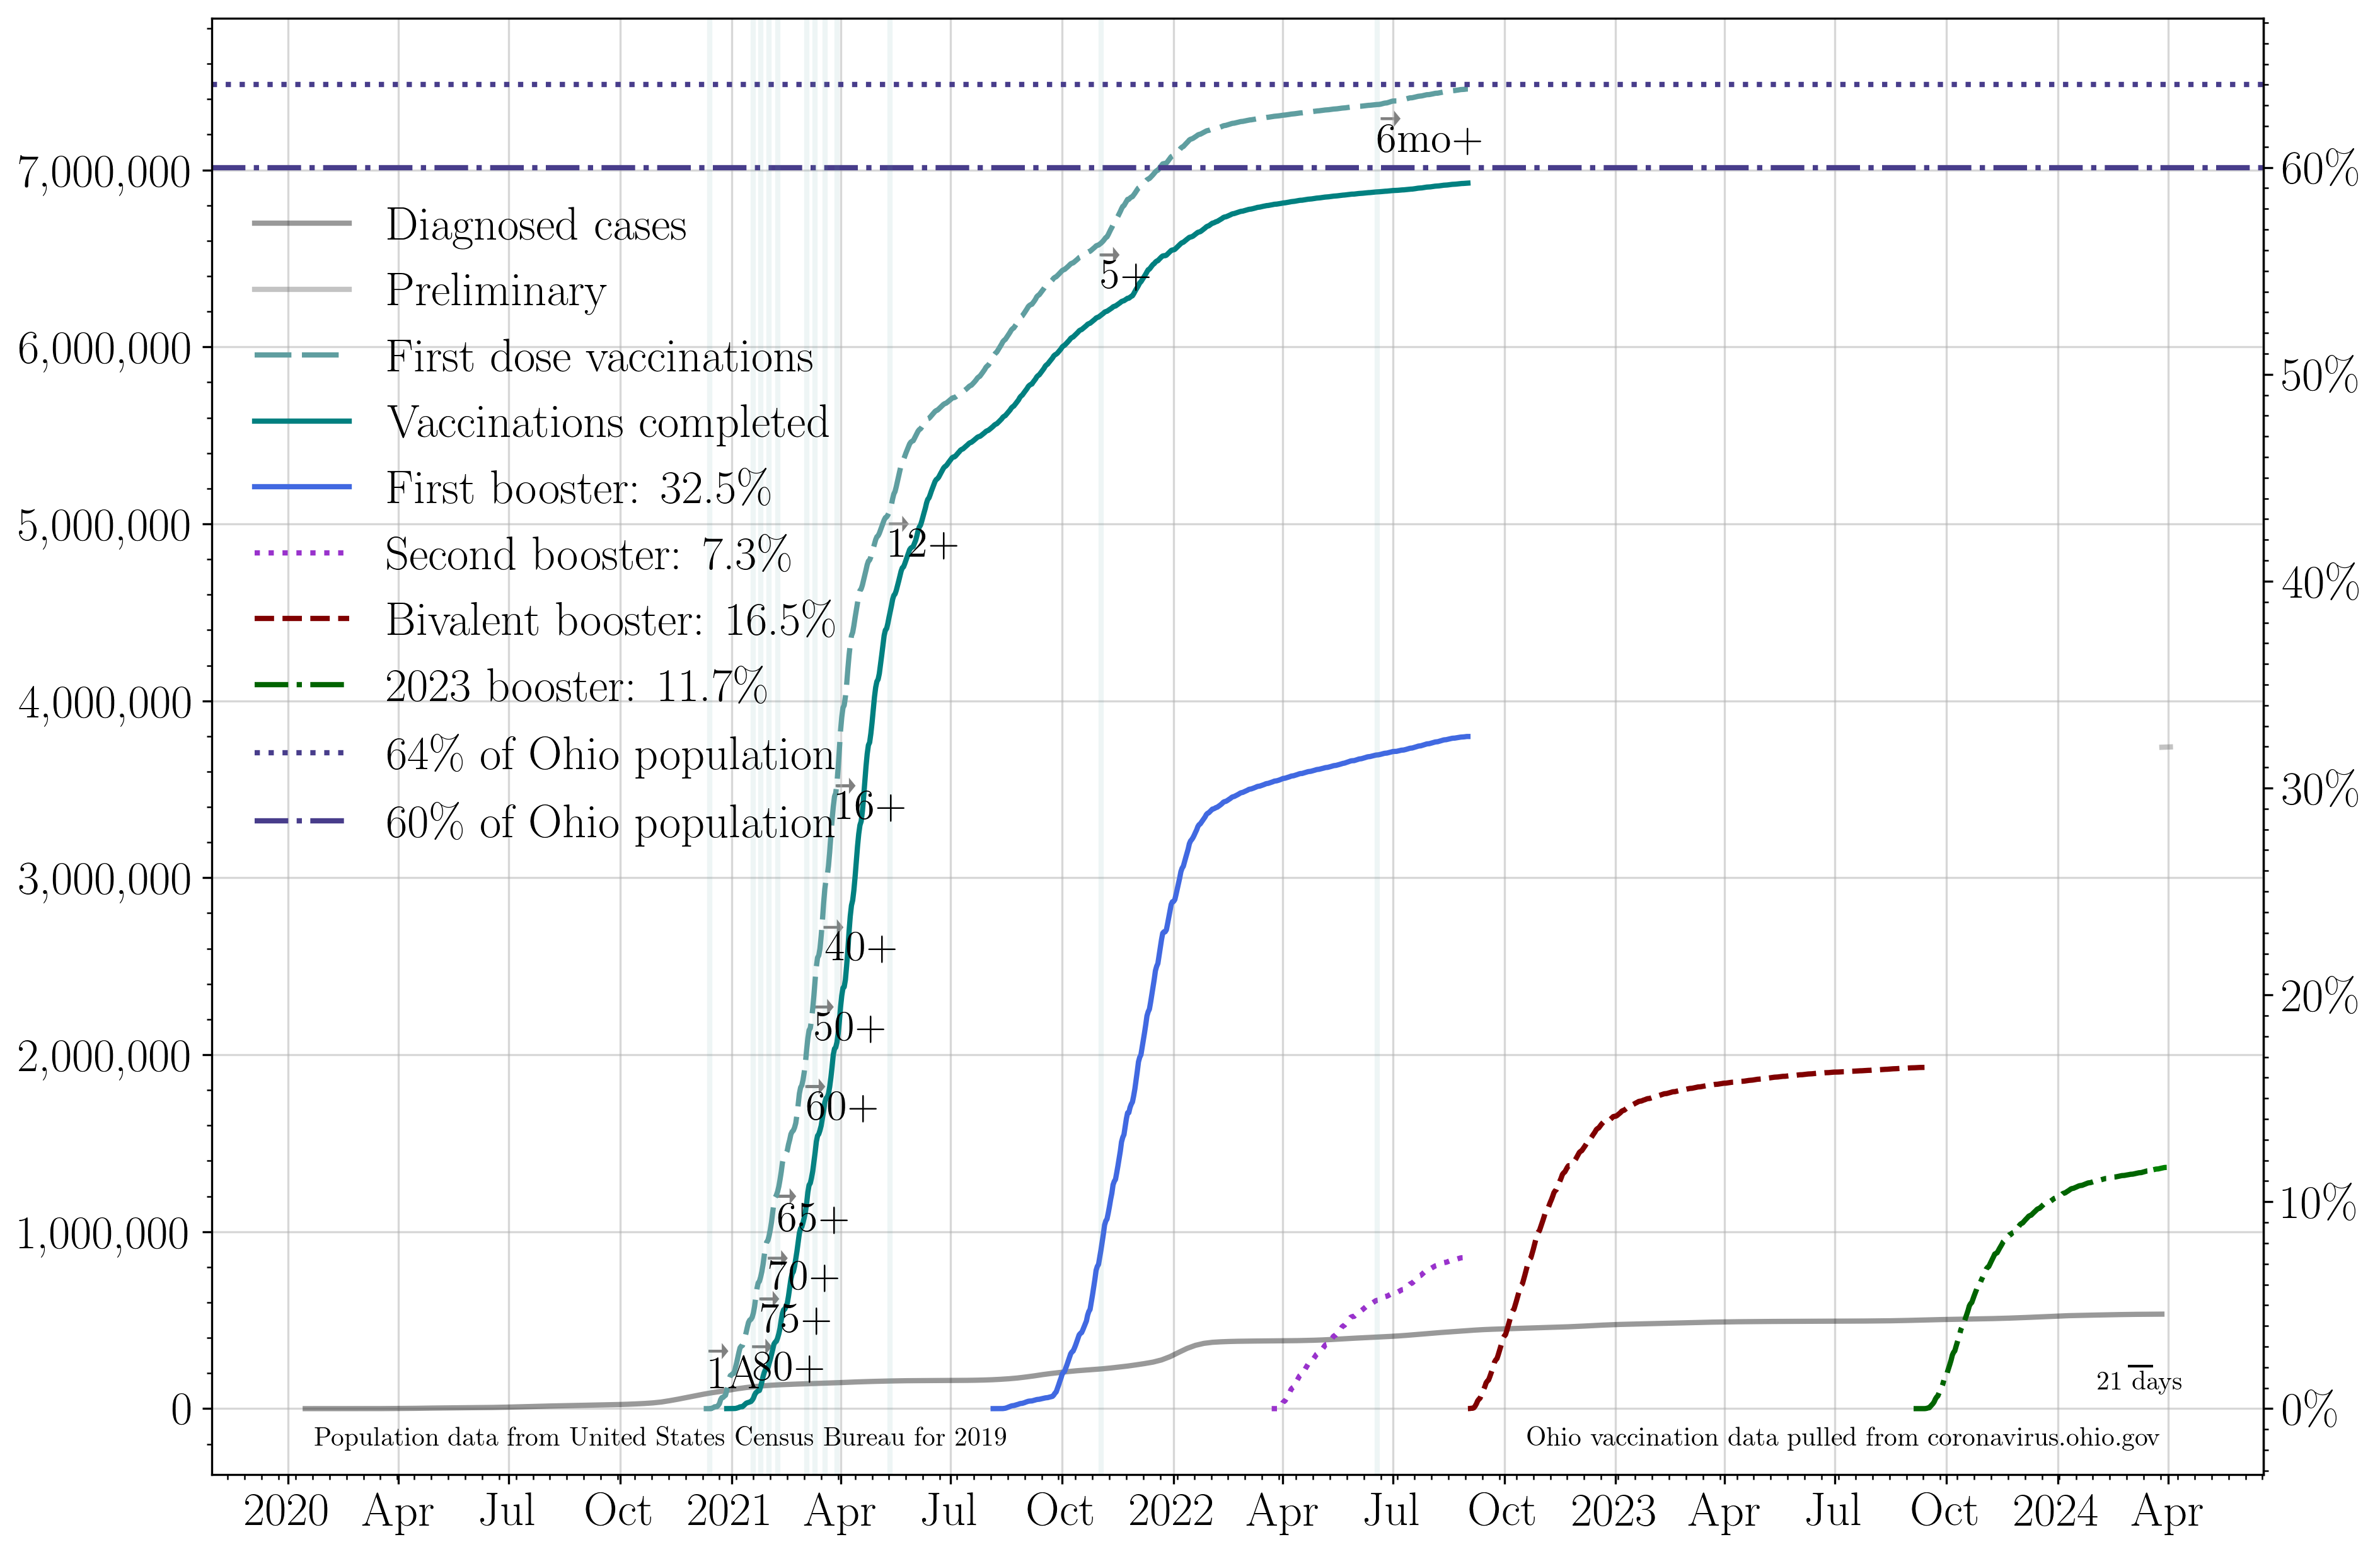 7,000,000
6,000,000
5,000,000
4,000,000
3,000,000
2,000,000
1,000,000
0
Diagnosed cases
Preliminary
First dose vaccinations
Vaccinations completed
First booster: 32.5%
Second booster: 7.3%
Bivalent booster: 16.5%
2023 booster: 11.7%
64% of Ohio population
60% of Ohio population
6mo+
5+
12+
16+
40+
50+
60+
65+
70+
75+
80+
1A
60%
50%
40%
30%
20%
10%
0%
21 days
Population data from United States Census Bureau for 2019
Ohio vaccination data pulled from coronavirus.ohio.gov
2020 Apr Jul Oct 2021 Apr Jul Oct 2022 Apr Jul Oct 2023 Apr Jul Oct 2024 Apr